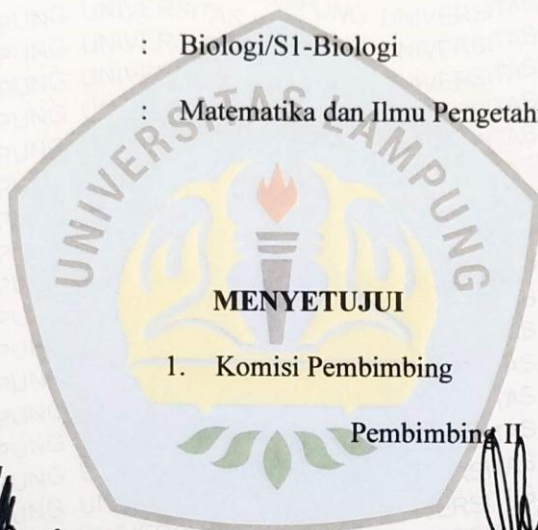 : Biologi/S1-Biologi
: Matematika dan Ilmu Pengetah
UNIVERSITAS LAMPUNG
MENYETUJUI
1. Komisi Pembimbing
Pembimbing II